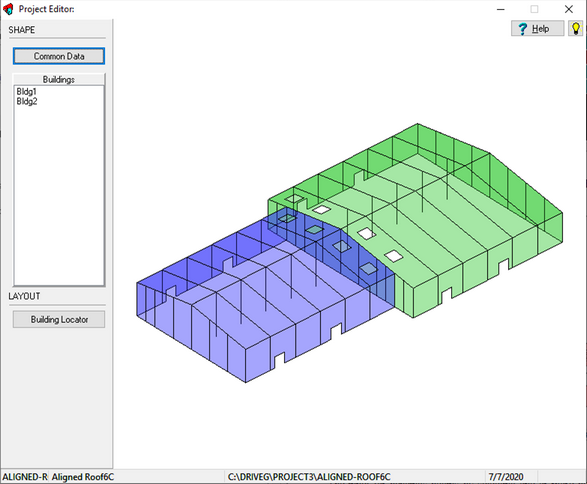 Project Editor:
Help
SHAPE
Common Data
Buildings
Bldg1
Bldg2
LAYOUT
Building Locator
ALIGNED-R Aligned Roof6C C:\DRIVEG\PROJECT3\ALIGNED-ROOF6C 7/7/2020